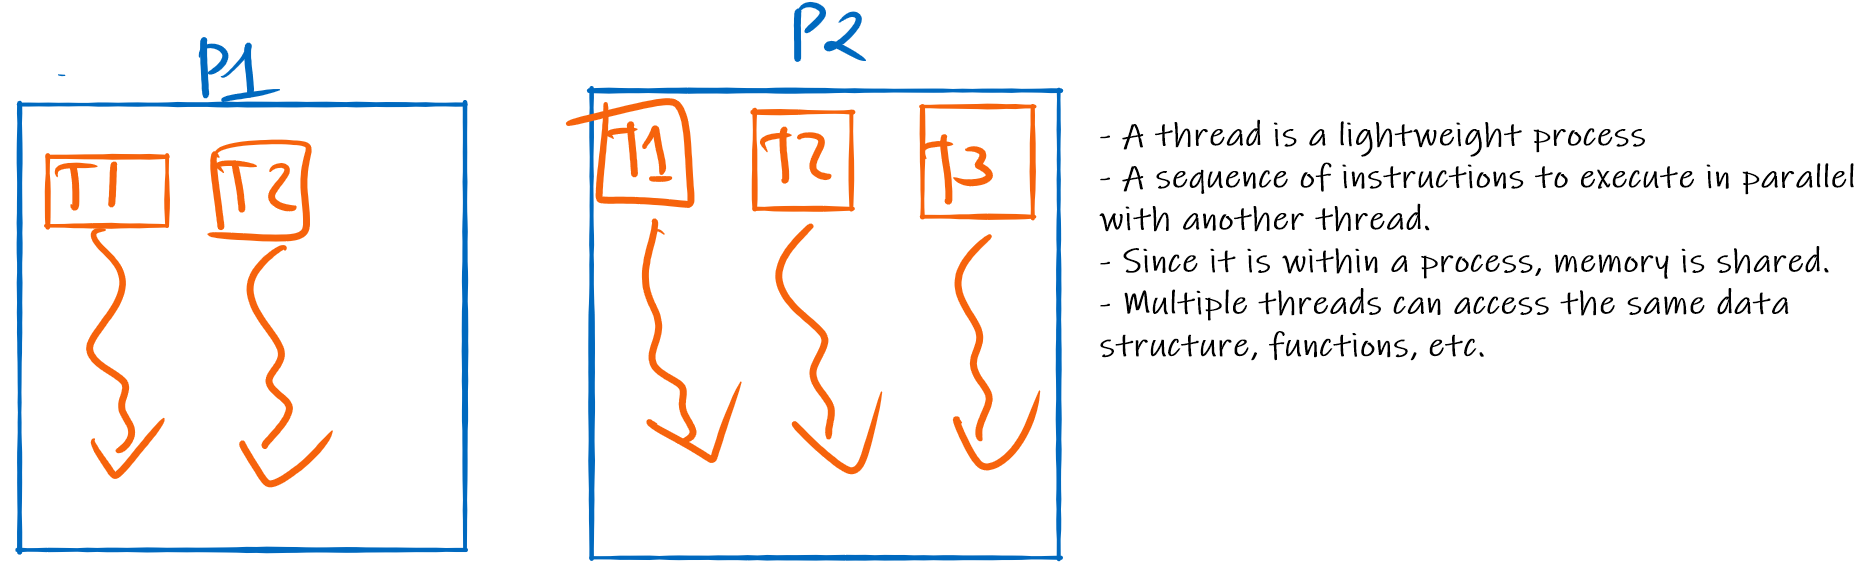 P1
P2
T1
T2
T1
T2
T3
- A thread is a lightweight process
- A sequence of instructions to execute in parallel
with another thread.
- Since it is within a process, memory is shared.
- Multiple threads can access the same data
structure, functions, etc.